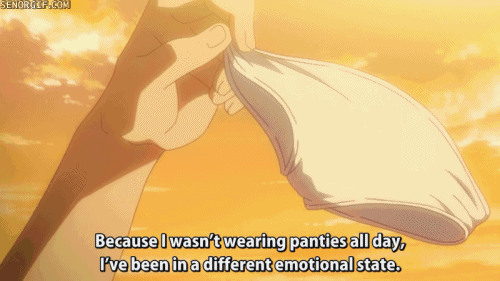 SENORGIF.COM
Because I wasn't wearing panties all day,
I've been in a different emotional state.